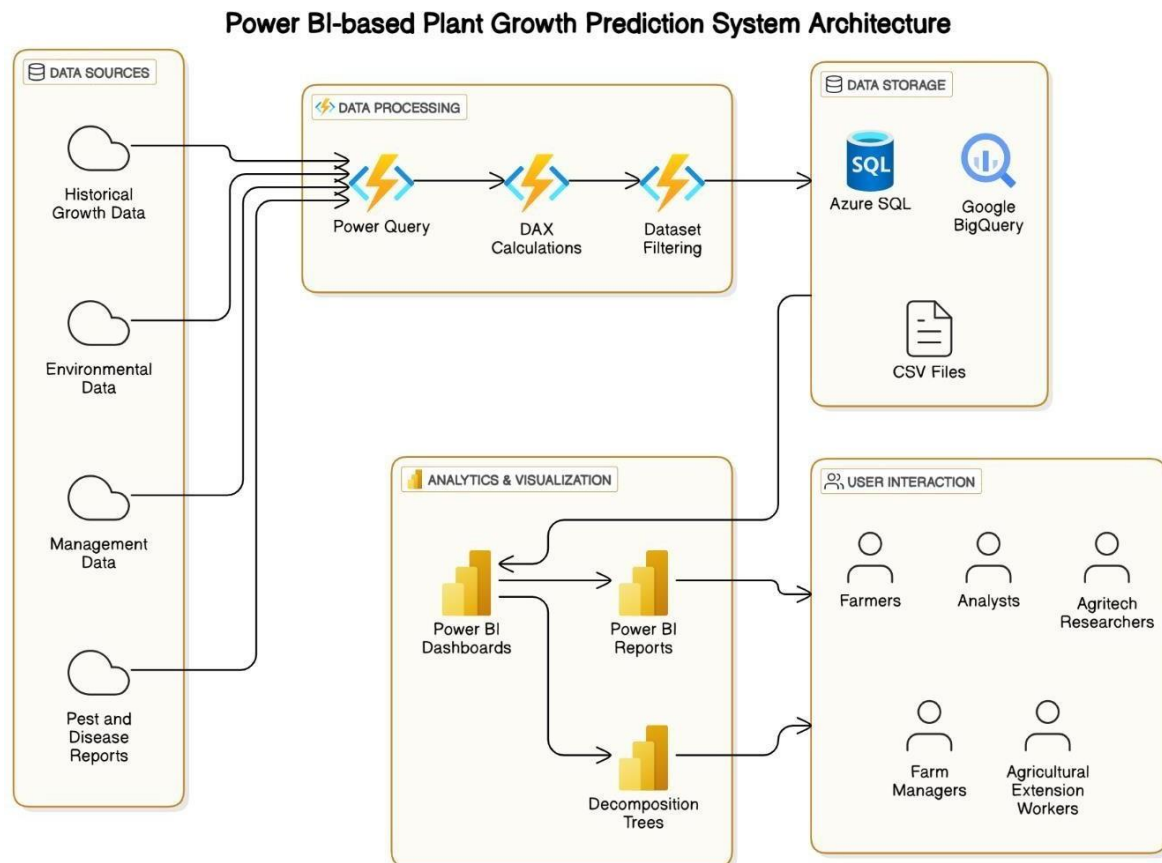 Power BI-based Plant Growth Prediction System Architecture
DATA SOURCES
Historical
Growth Data
Environmental
Data
Management
Data
Pest and
Disease
Reports
DATA PROCESSING
Power Query
DAX
Calculations
Dataset
Filtering
DATA STORAGE
SQL
Azure SQL
Google
BigQuery
CSV Files
ANALYTICS & VISUALIZATION
Power BI
Dashboards
Power BI
Reports
Decomposition
Trees
USER INTERACTION
Farmers
Analysts
Agritech
Researchers
Farm
Managers
Agricultural
Extension
Workers